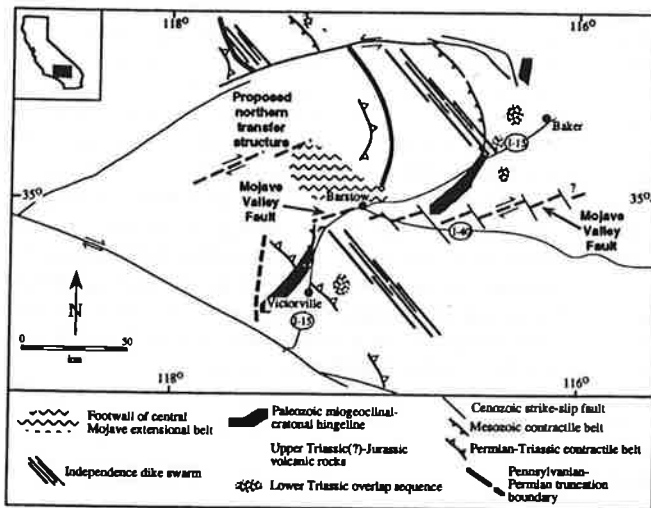 118°
116°
Proposed
northern
transfer
structure
Baker
I-15
35°
Mojave
Valley
Fault
Barstow
?
35°
Mojave
Valley
Fault
I-40
N
Victorville
I-15
0
50
km
118°
116°
Footwall of central
Mojave extensional belt
Paleozoic miogeoclinal-
cratonal hingeline
Cenozoic strike-slip fault
Mesozoic contractile belt
Upper Triassic(?)-Jurassic
volcanic rocks
Permian-Triassic contractile belt
Independence dike swarm
Lower Triassic overlap sequence
Pennsylvanian-
Permian truncation
boundary